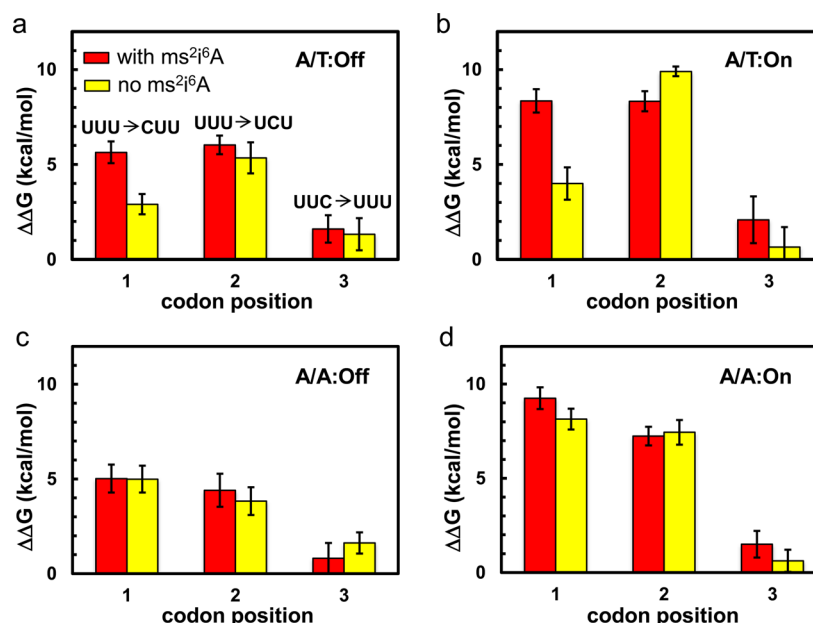 a
A/T:Off
with ms²i⁶A
no ms²i⁶A
UUU→CUU
UUU→UCU
UUC→UUU
ΔΔG (kcal/mol)
10
5
0
1 2 3
codon position
b
A/T:On
ΔΔG (kcal/mol)
10
5
0
1 2 3
codon position
c
A/A:Off
ΔΔG (kcal/mol)
10
5
0
1 2 3
codon position
d
A/A:On
ΔΔG (kcal/mol)
10
5
0
1 2 3
codon position